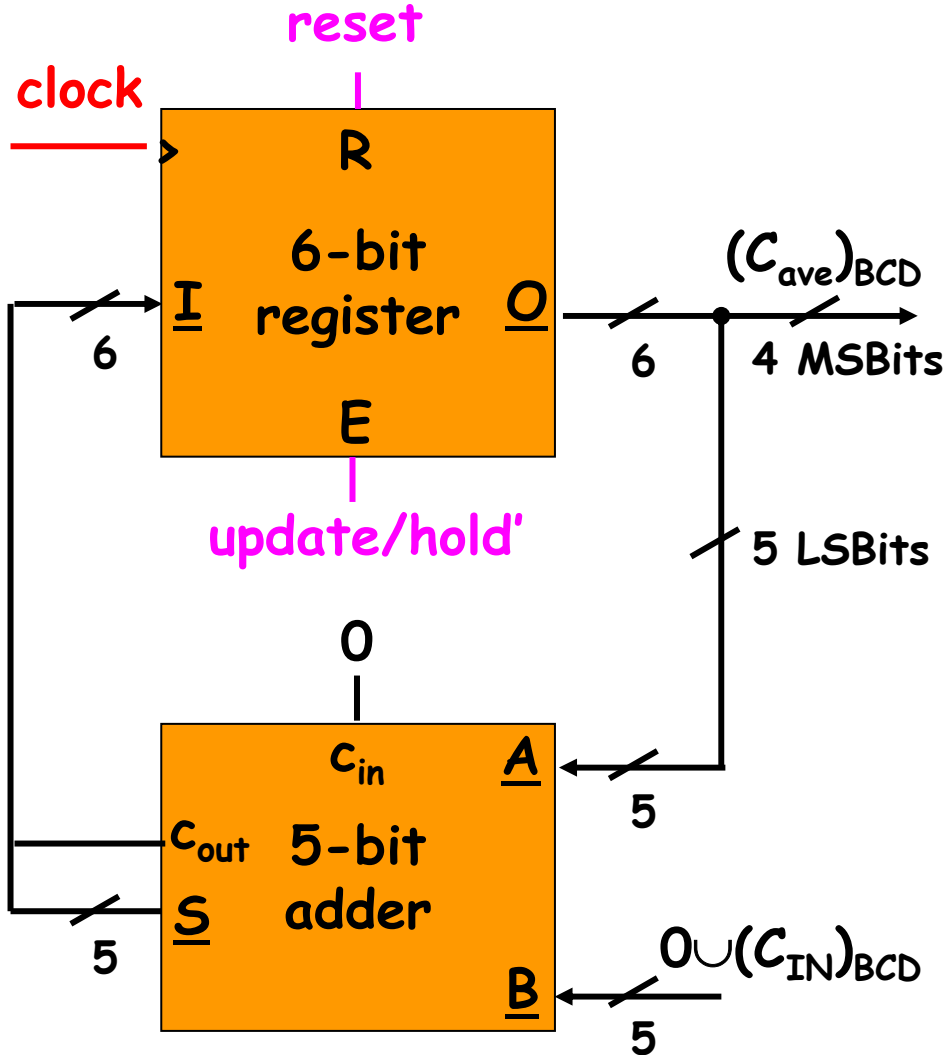 reset
clock
R
6-bit
register
I
O
6
6
(C_ave)_BCD
4 MSBits
E
update/hold'
5 LSBits
0
c_in
A
5
c_out
5-bit
adder
S
5
0∪(C_IN)_BCD
B
5